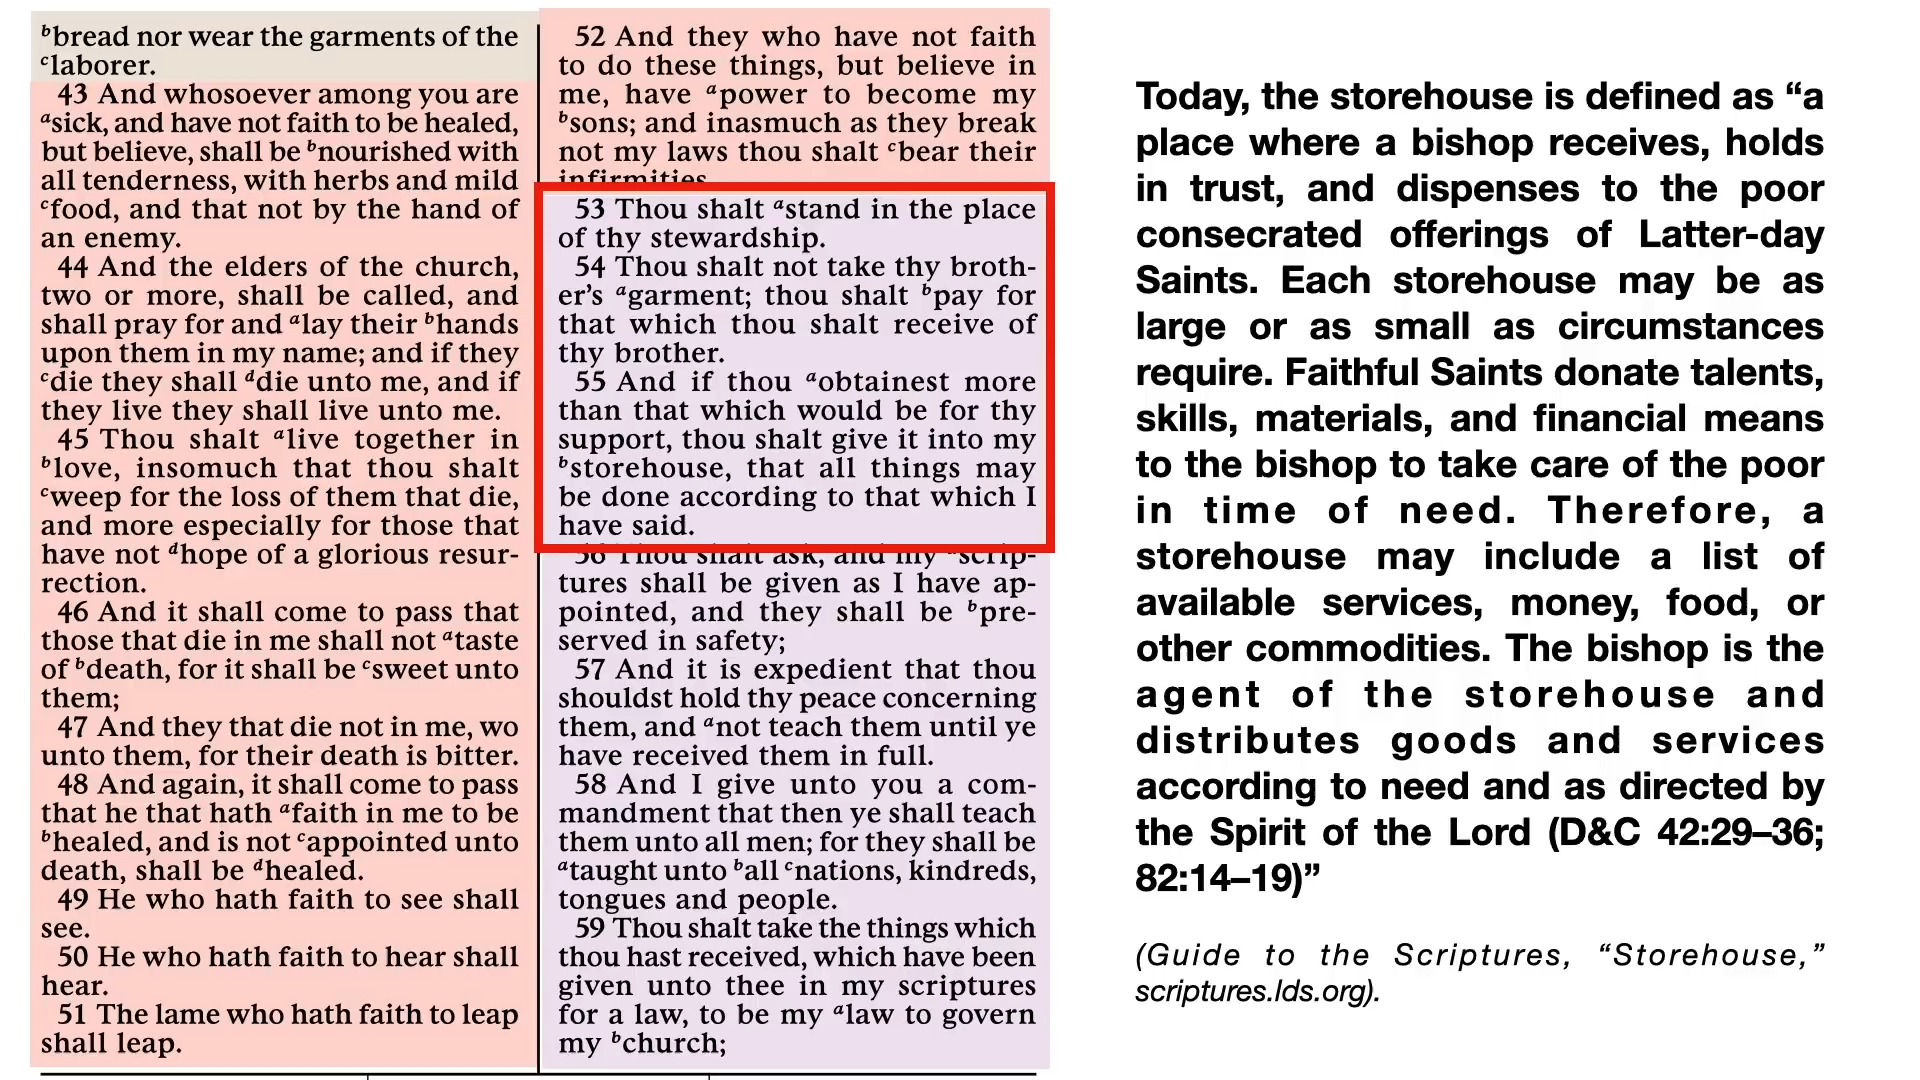 ᵇbread nor wear the garments of the
ᶜlaborer.
43 And whosoever among you are
ᵃsick, and have not faith to be healed,
but believe, shall be ᵇnourished with
all tenderness, with herbs and mild
ᶜfood, and that not by the hand of
an enemy.
44 And the elders of the church,
two or more, shall be called, and
shall pray for and ᵃlay their ᵇhands
upon them in my name; and if they
ᶜdie they shall ᵈdie unto me, and if
they live they shall live unto me.
45 Thou shalt ᵃlive together in
ᵇlove, insomuch that thou shalt
ᶜweep for the loss of them that die,
and more especially for those that
have not ᵈhope of a glorious resur-
rection.
46 And it shall come to pass that
those that die in me shall not ᵃtaste
of ᵇdeath, for it shall be ᶜsweet unto
them;
47 And they that die not in me, wo
unto them, for their death is bitter.
48 And again, it shall come to pass
that he that hath ᵃfaith in me to be
ᵇhealed, and is not ᶜappointed unto
death, shall be ᵈhealed.
49 He who hath faith to see shall
see.
50 He who hath faith to hear shall
hear.
51 The lame who hath faith to leap
shall leap.
52 And they who have not faith
to do these things, but believe in
me, have ᵃpower to become my
ᵇsons; and inasmuch as they break
not my laws thou shalt ᶜbear their
infirmities.
53 Thou shalt ᵃstand in the place
of thy stewardship.
54 Thou shalt not take thy broth-
er’s ᵃgarment; thou shalt ᵇpay for
that which thou shalt receive of
thy brother.
55 And if thou ᵃobtainest more
than that which would be for thy
support, thou shalt give it into my
ᵇstorehouse, that all things may
be done according to that which I
have said.
56 Thou shalt ask, and my ᵃscrip-
tures shall be given as I have ap-
pointed, and they shall be ᵇpre-
served in safety;
57 And it is expedient that thou
shouldst hold thy peace concerning
them, and ᵃnot teach them until ye
have received them in full.
58 And I give unto you a com-
mandment that then ye shall teach
them unto all men; for they shall be
ᵃtaught unto ᵇall ᶜnations, kindreds,
tongues and people.
59 Thou shalt take the things which
thou hast received, which have been
given unto thee in my scriptures
for a law, to be my ᵃlaw to govern
my ᵇchurch;
Today, the storehouse is defined as “a
place where a bishop receives, holds
in trust, and dispenses to the poor
consecrated offerings of Latter-day
Saints. Each storehouse may be as
large or as small as circumstances
require. Faithful Saints donate talents,
skills, materials, and financial means
to the bishop to take care of the poor
in time of need. Therefore, a
storehouse may include a list of
available services, money, food, or
other commodities. The bishop is the
agent of the storehouse and
distributes goods and services
according to need and as directed by
the Spirit of the Lord (D&C 42:29–36;
82:14–19)”
(Guide to the Scriptures, “Storehouse,”
scriptures.lds.org).